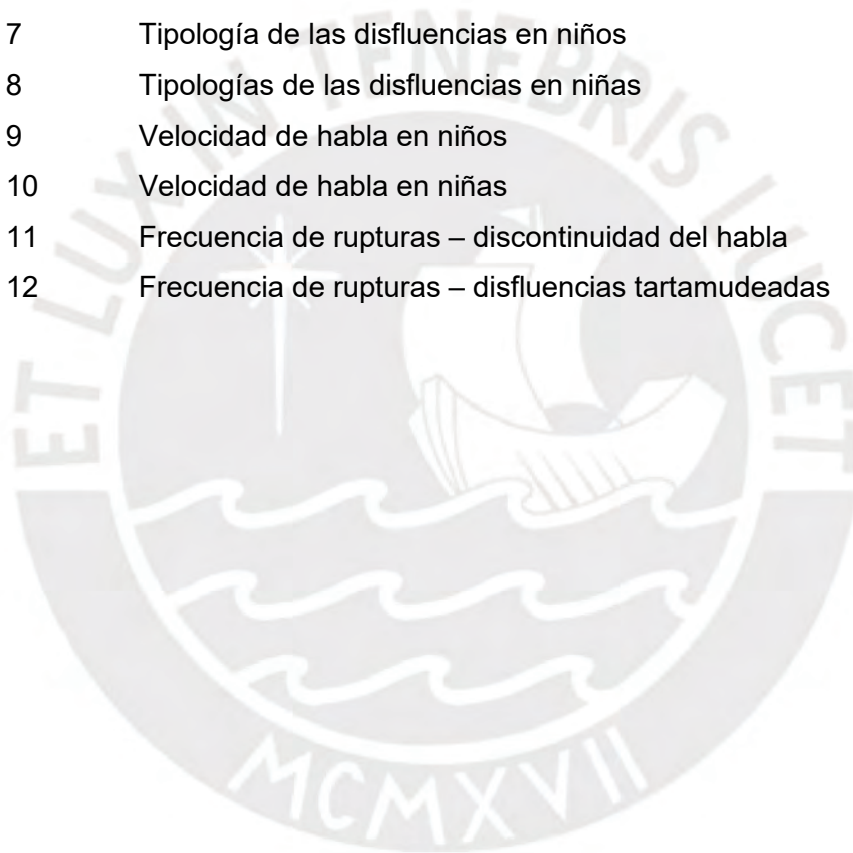 7 Tipología de las disfluencias en niños
8 Tipologías de las disfluencias en niñas
9 Velocidad de habla en niños
10 Velocidad de habla en niñas
11 Frecuencia de rupturas – discontinuidad del habla
12 Frecuencia de rupturas – disfluencias tartamudeadas
ET LUX IN TENEBRIS LUCET
MCMXVII